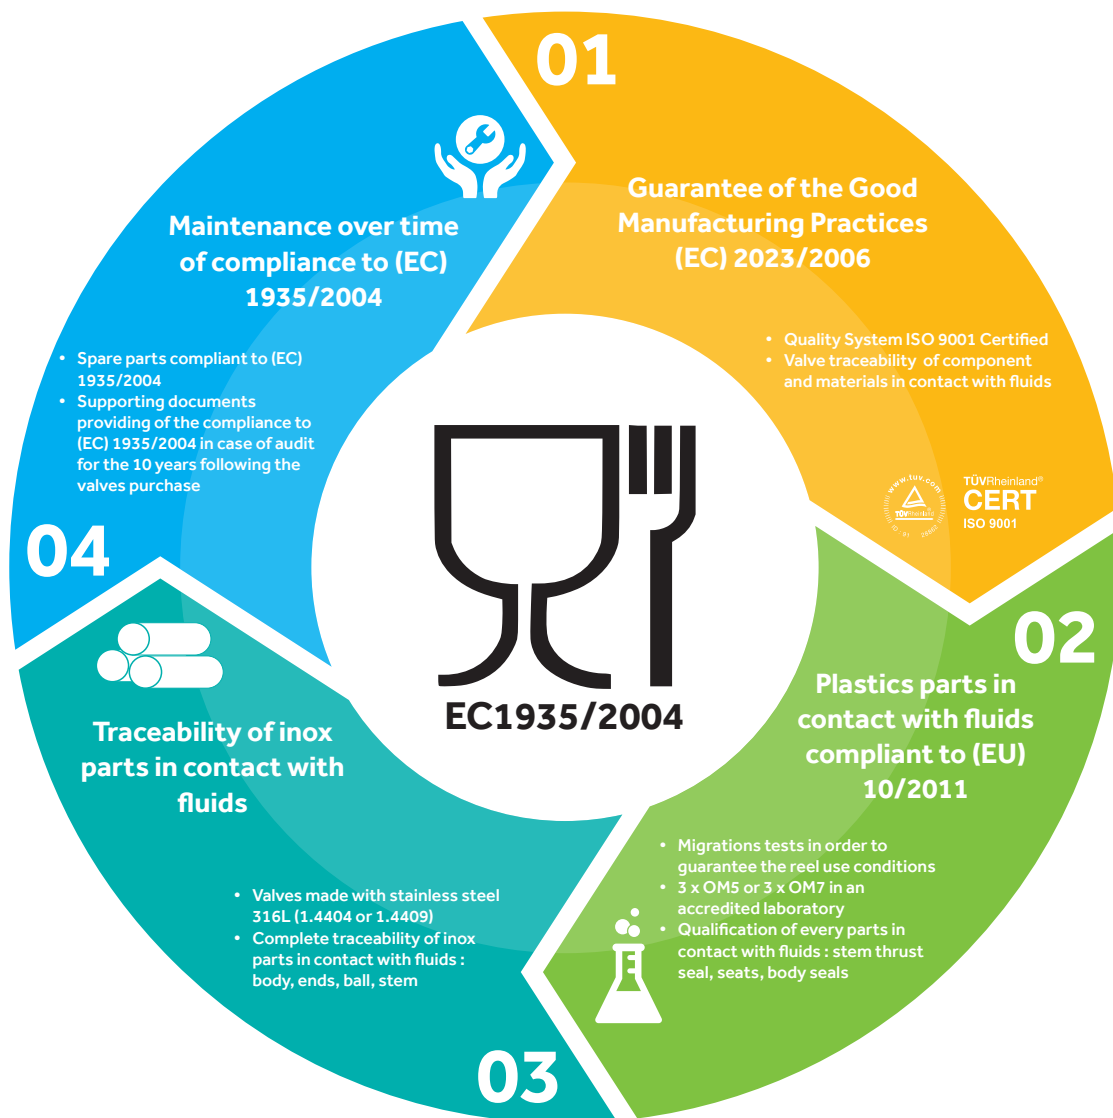 01
Guarantee of the Good
Manufacturing Practices
(EC) 2023/2006
• Quality System ISO 9001 Certified
• Valve traceability of component
and materials in contact with fluids
www.tuv.com
TÜVRheinland®
TÜVRheinland®
CERT
ISO 9001
02
Plastics parts in
contact with fluids
compliant to (EU)
10/2011
• Migrations tests in order to
guarantee the reel use conditions
• 3 x OM5 or 3 x OM7 in an
accredited laboratory
• Qualification of every parts in
contact with fluids : stem thrust
seal, seats, body seals
03
Traceability of inox
parts in contact with
fluids
• Valves made with stainless steel
316L (1.4404 or 1.4409)
• Complete traceability of inox
parts in contact with fluids :
body, ends, ball, stem
04
Maintenance over time
of compliance to (EC)
1935/2004
• Spare parts compliant to (EC)
1935/2004
• Supporting documents
providing of the compliance to
(EC) 1935/2004 in case of audit
for the 10 years following the
valves purchase
EC1935/2004